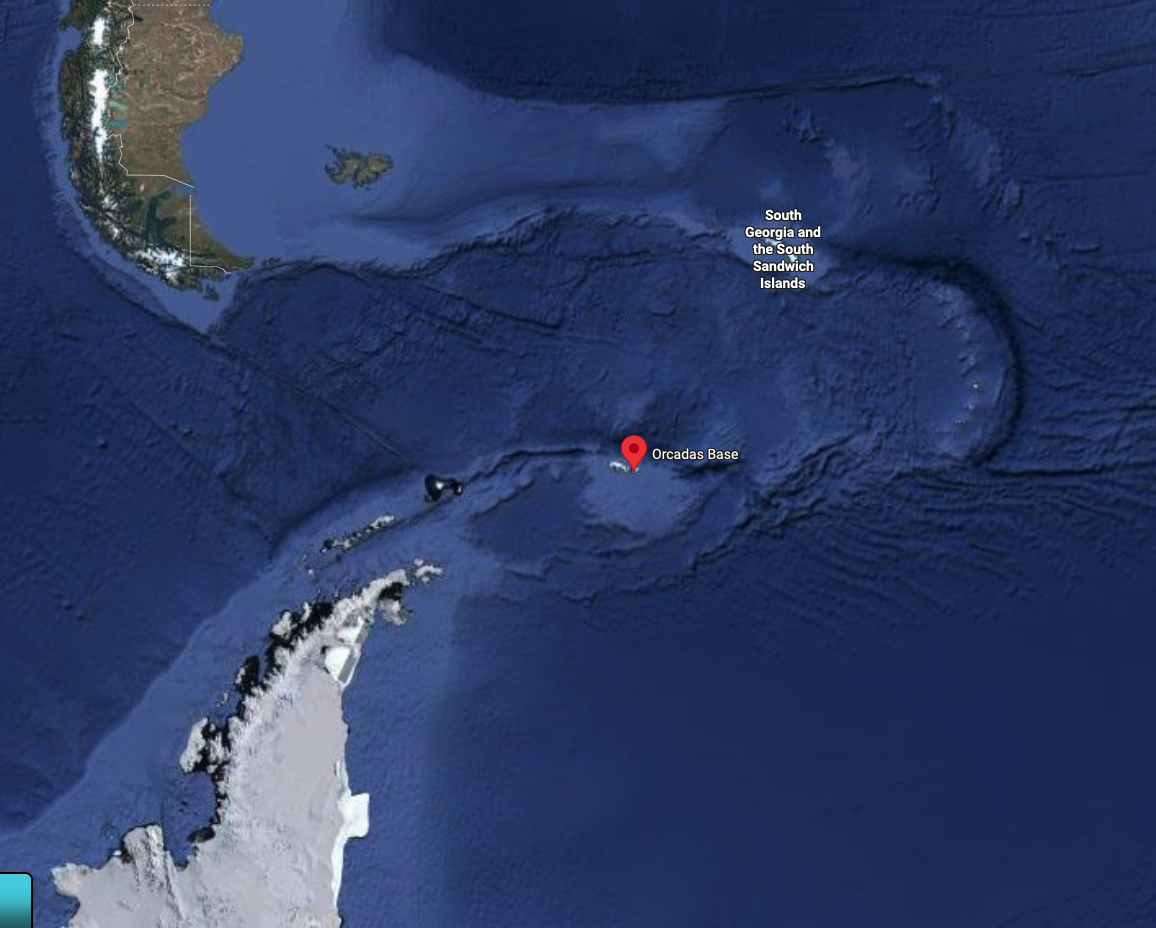 South
Georgia and
the South
Sandwich
Islands
Orcadas Base